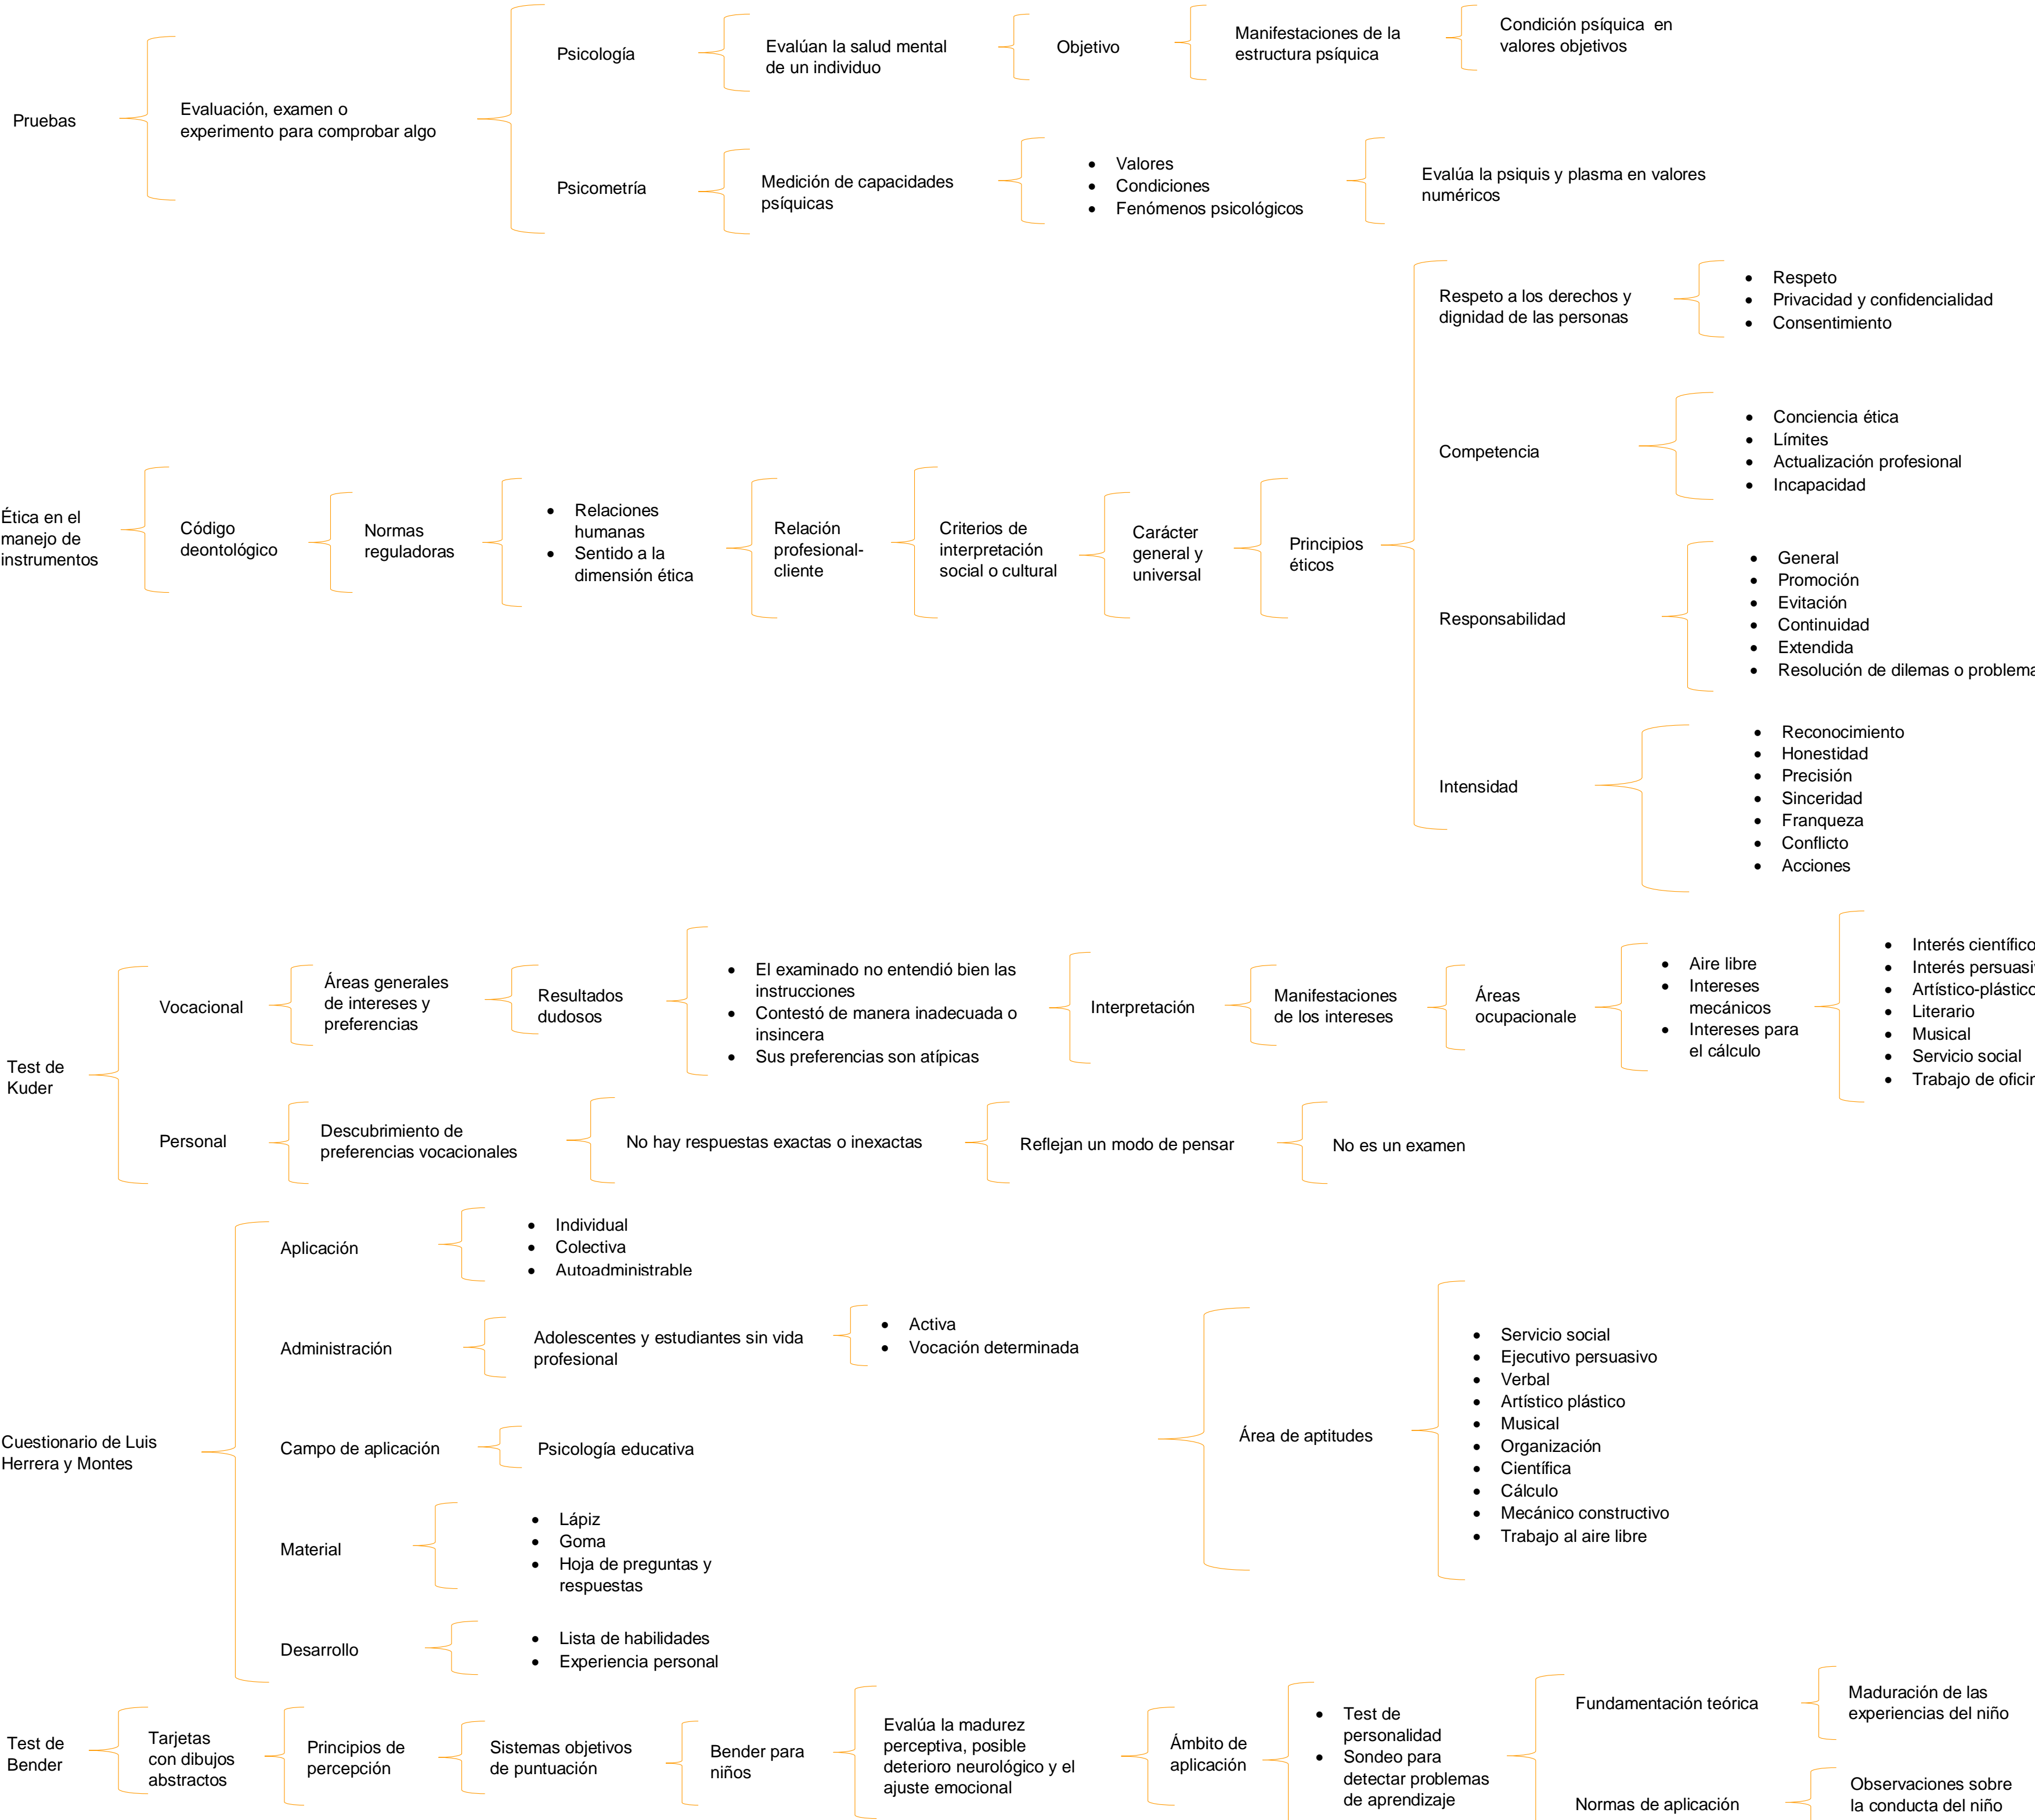 Pruebas
Evaluación, examen o
experimento para comprobar algo
Psicología
Evalúan la salud mental
de un individuo
Objetivo
Manifestaciones de la
estructura psíquica
Condición psíquica en
valores objetivos
Psicometría
Medición de capacidades
psíquicas
• Valores
• Condiciones
• Fenómenos psicológicos
Evalúa la psiquis y plasma en valores
numéricos
Ética en el
manejo de
instrumentos
Código
deontológico
Normas
reguladoras
• Relaciones
humanas
• Sentido a la
dimensión ética
Relación
profesional-
cliente
Criterios de
interpretación
social o cultural
Carácter
general y
universal
Principios
éticos
Respeto a los derechos y
dignidad de las personas
• Respeto
• Privacidad y confidencialidad
• Consentimiento
Competencia
• Conciencia ética
• Límites
• Actualización profesional
• Incapacidad
Responsabilidad
• General
• Promoción
• Evitación
• Continuidad
• Extendida
• Resolución de dilemas o problema
Intensidad
• Reconocimiento
• Honestidad
• Precisión
• Sinceridad
• Franqueza
• Conflicto
• Acciones
Test de
Kuder
Vocacional
Áreas generales
de intereses y
preferencias
Resultados
dudosos
• El examinado no entendió bien las
instrucciones
• Contestó de manera inadecuada o
insincera
• Sus preferencias son atípicas
Interpretación
Manifestaciones
de los intereses
Áreas
ocupacionale
• Aire libre
• Intereses
mecánicos
• Intereses para
el cálculo
• Interés científico
• Interés
• Artístico-plástico
• Literario
• Musical
• Servicio social
• Trabajo de
Personal
Descubrimiento de
preferencias vocacionales
No hay respuestas exactas o inexactas
Reflejan un modo de pensar
No es un examen
Cuestionario de Luis
Herrera y Montes
Aplicación
• Individual
• Colectiva
• Autoadministrable
Administración
Adolescentes y estudiantes sin vida
profesional
• Activa
• Vocación determinada
Campo de aplicación
Psicología educativa
Material
• Lápiz
• Goma
• Hoja de preguntas y
respuestas
Desarrollo
• Lista de habilidades
• Experiencia personal
Área de aptitudes
• Servicio social
• Ejecutivo persuasivo
• Verbal
• Artístico plástico
• Musical
• Organización
• Científica
• Cálculo
• Mecánico constructivo
• Trabajo al aire libre
Test de
Bender
Tarjetas
con dibujos
abstractos
Principios de
percepción
Sistemas objetivos
de puntuación
Bender para
niños
Evalúa la madurez
perceptiva, posible
deterioro neurológico y el
ajuste emocional
Ámbito de
aplicación
• Test de
personalidad
• Sondeo para
detectar problemas
de aprendizaje
Fundamentación teórica
Maduración de las
experiencias del niño
Normas de aplicación
Observaciones sobre
la conducta del niño